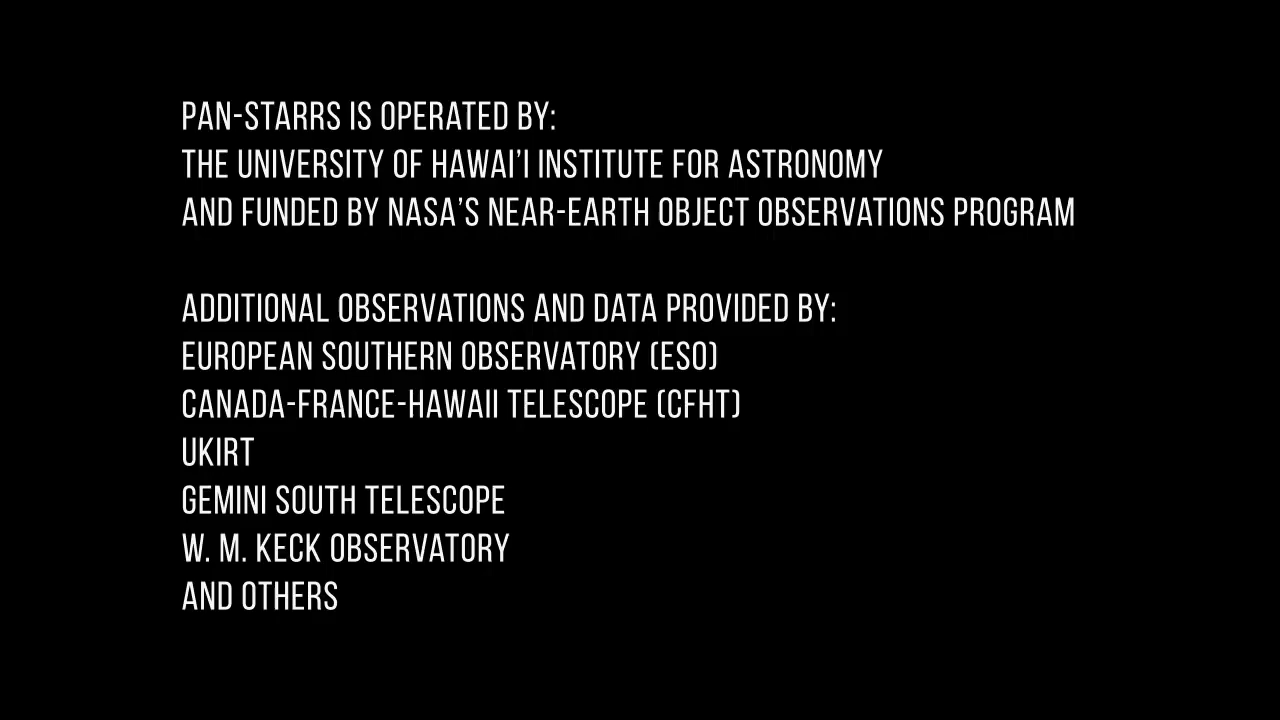 PAN-STARRS IS OPERATED BY:
THE UNIVERSITY OF HAWAI’I INSTITUTE FOR ASTRONOMY
AND FUNDED BY NASA’S NEAR-EARTH OBJECT OBSERVATIONS PROGRAM
ADDITIONAL OBSERVATIONS AND DATA PROVIDED BY:
EUROPEAN SOUTHERN OBSERVATORY (ESO)
CANADA-FRANCE-HAWAII TELESCOPE (CFHT)
UKIRT
GEMINI SOUTH TELESCOPE
W. M. KECK OBSERVATORY
AND OTHERS